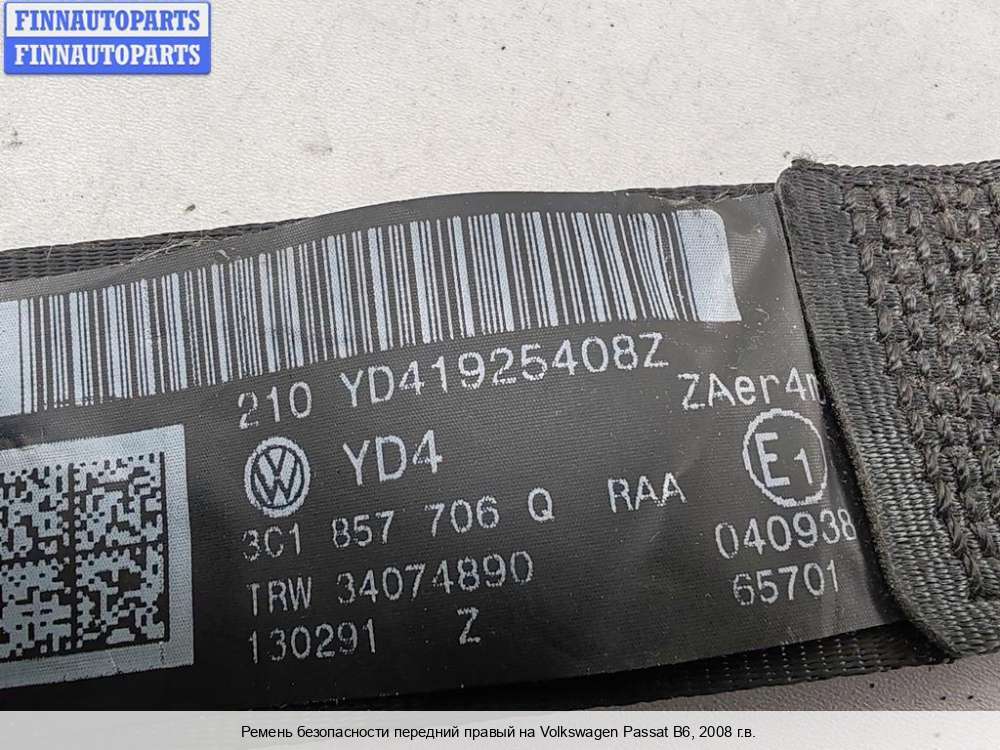 FINNAUTOPARTS
FINNAUTOPARTS
210 YD41925408Z
ZAer4m
YD4
E1
3C1 857 706 Q RAA
040938
TRW 34074890
65701
130291 Z
Ремень безопасности передний правый на Volkswagen Passat B6, 2008 г.в.